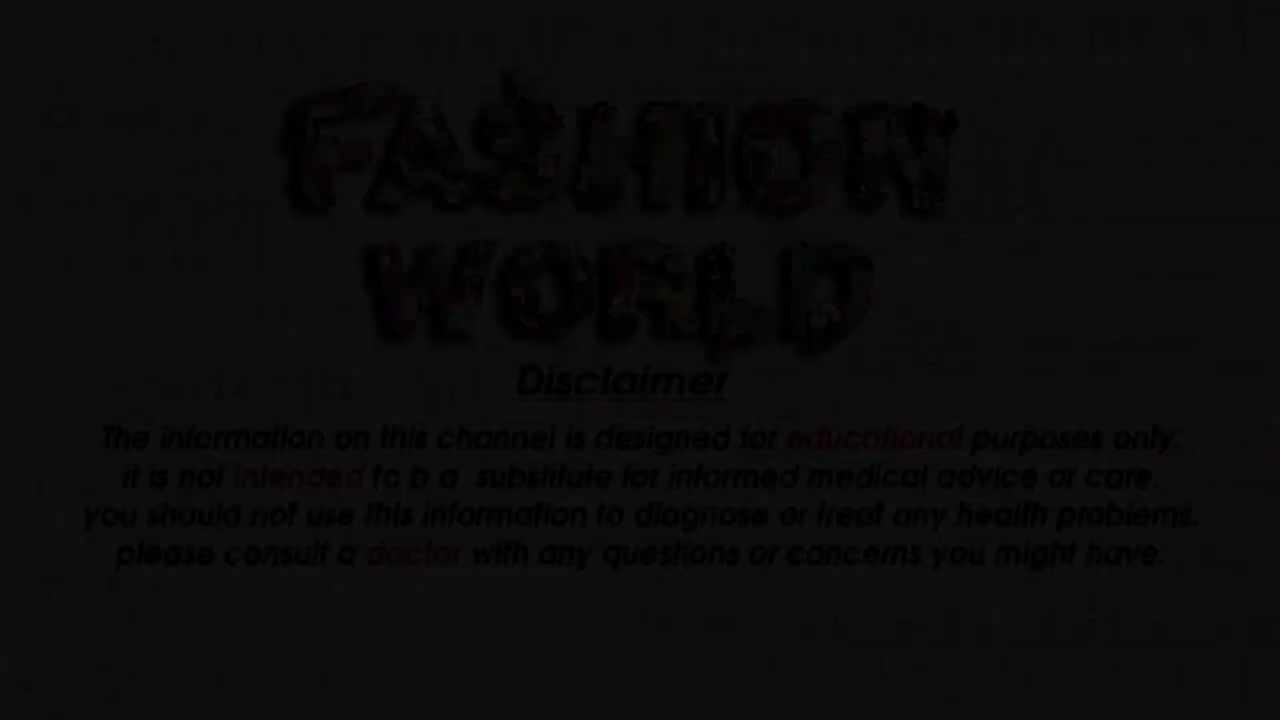 FASHION
WORLD
Disclaimer
The information on this channel is designed for educational purposes only.
it is not intended to b a substitute for informed medical advice or care.
you should not use this information to diagnose or treat any health problems.
please consult a doctor with any questions or concerns you might have.